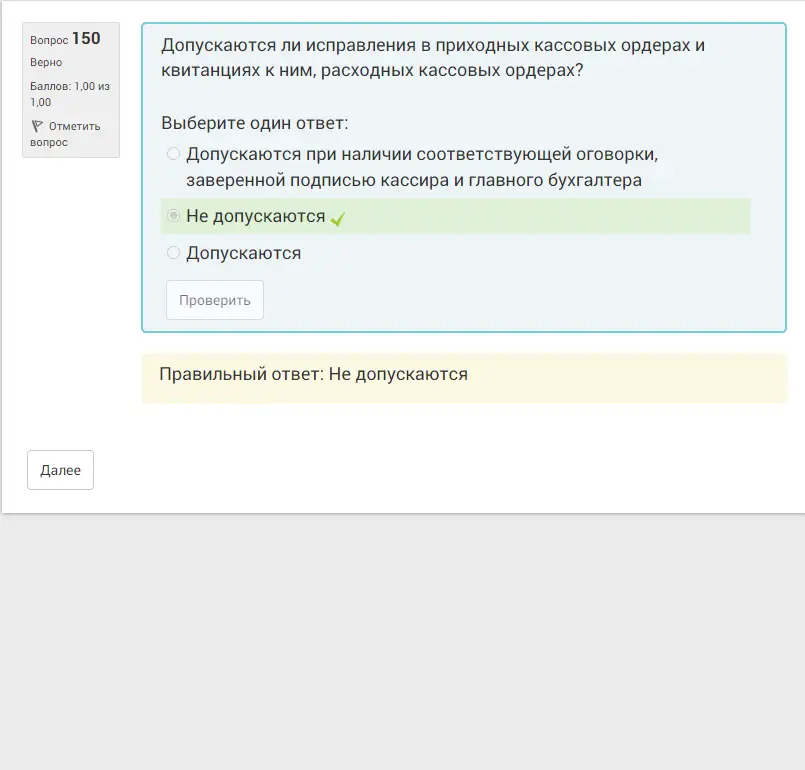 Вопрос 150
Верно
Баллов: 1,00 из
1,00
Отметить
вопрос
Допускаются ли исправления в приходных кассовых ордерах и
квитанциях к ним, расходных кассовых ордерах?
Выберите один ответ:
Допускаются при наличии соответствующей оговорки,
заверенной подписью кассира и главного бухгалтера
Не допускаются
Допускаются
Проверить
Правильный ответ: Не допускаются
Далее